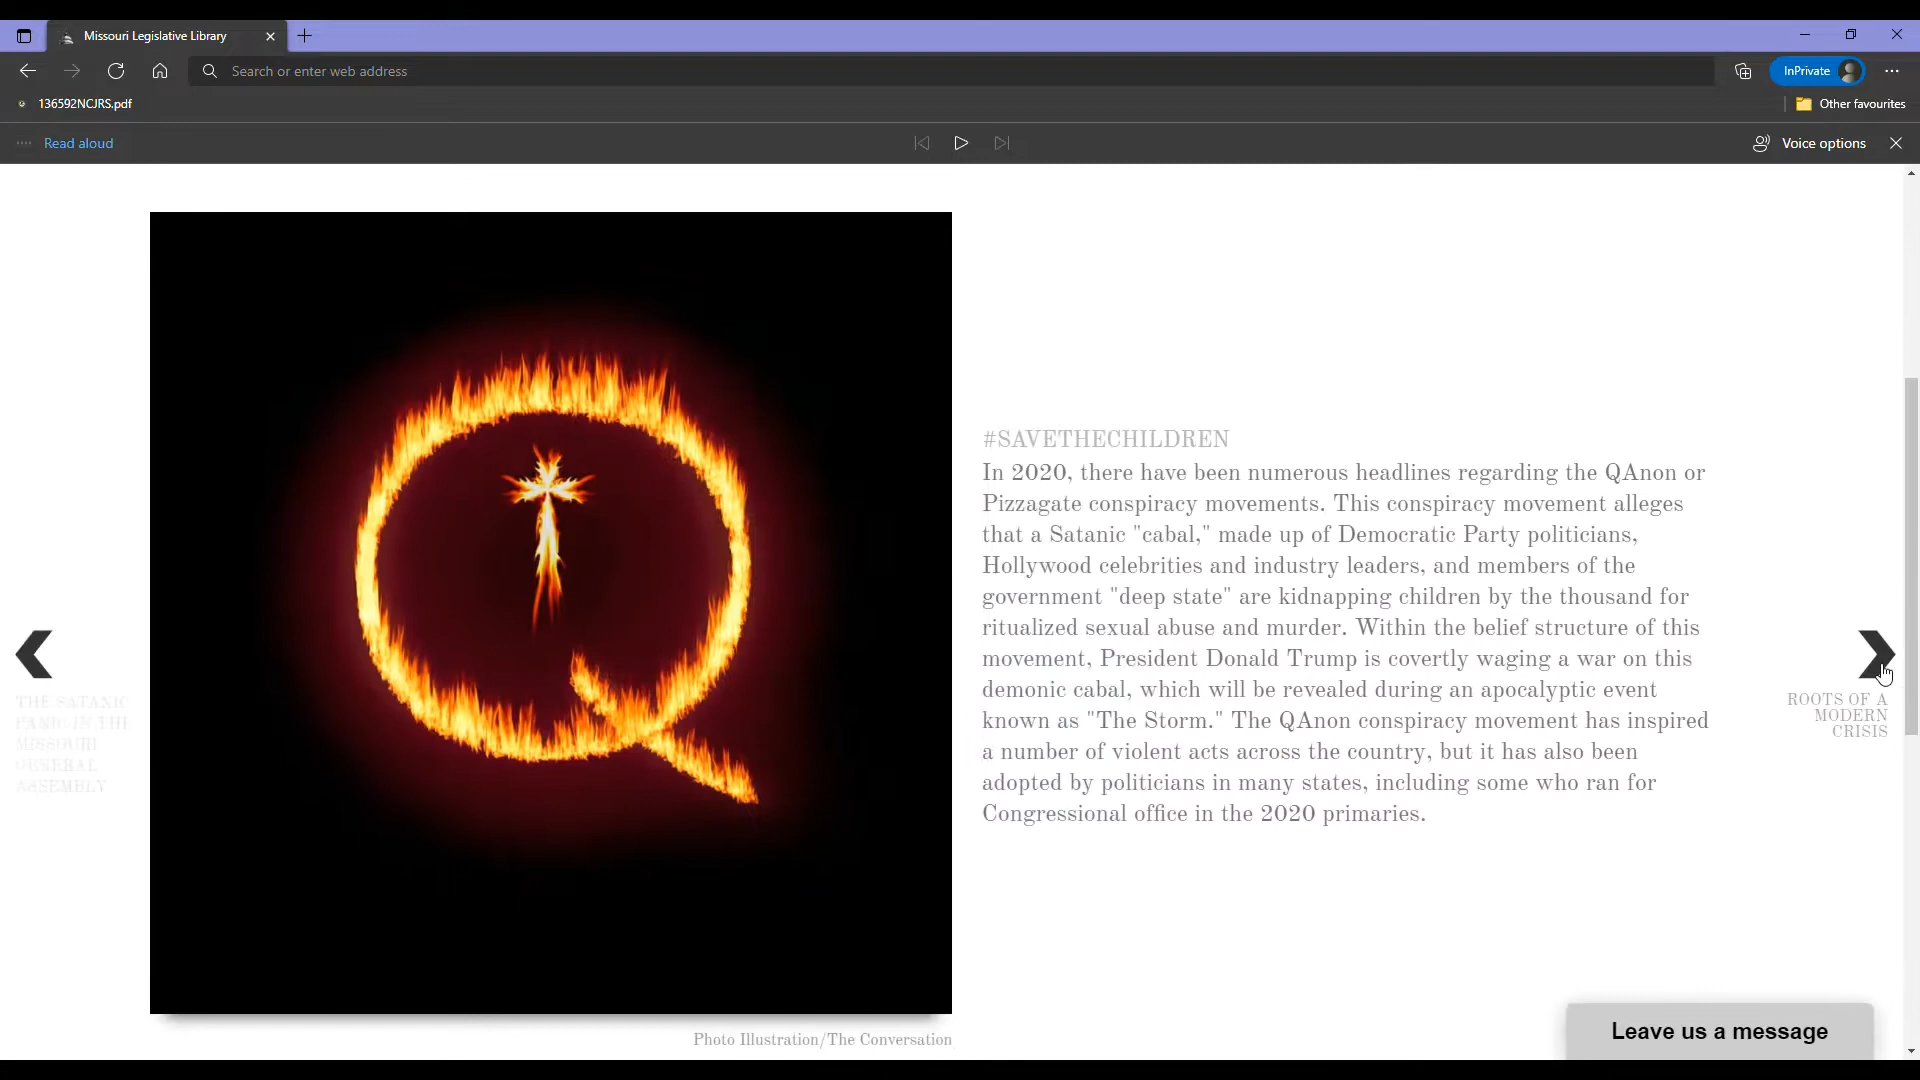 Missouri Legislative Library
Search or enter web address
InPrivate
136592NCJRS.pdf
Other favourites
Read aloud
Voice options
#SAVETHECHILDREN
In 2020, there have been numerous headlines regarding the QAnon or
Pizzagate conspiracy movements. This conspiracy movement alleges
that a Satanic "cabal," made up of Democratic Party politicians,
Hollywood celebrities and industry leaders, and members of the
government "deep state" are kidnapping children by the thousand for
ritualized sexual abuse and murder. Within the belief structure of this
movement, President Donald Trump is covertly waging a war on this
demonic cabal, which will be revealed during an apocalyptic event
known as "The Storm." The QAnon conspiracy movement has inspired
a number of violent acts across the country, but it has also been
adopted by politicians in many states, including some who ran for
Congressional office in the 2020 primaries.
THE SATANIC
PANIC IN THE
MISSOURI
GENERAL
ASSEMBLY
ROOTS OF A
MODERN
CRISIS
Photo Illustration/The Conversation
Leave us a message